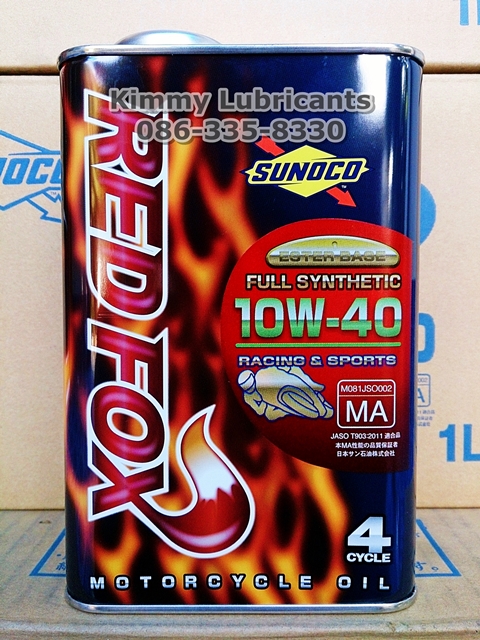 Kimmy Lubricants
086-335-8330
RED FOX
SUNOCO
ESTER BASE
FULL SYNTHETIC
10W-40
RACING & SPORTS
M081JSO002
MA
JASO T903:2011 適合品
本MA性能の品質保証者
日本サン石油株式会社
4
CYCLE
MOTORCYCLE OIL
1L